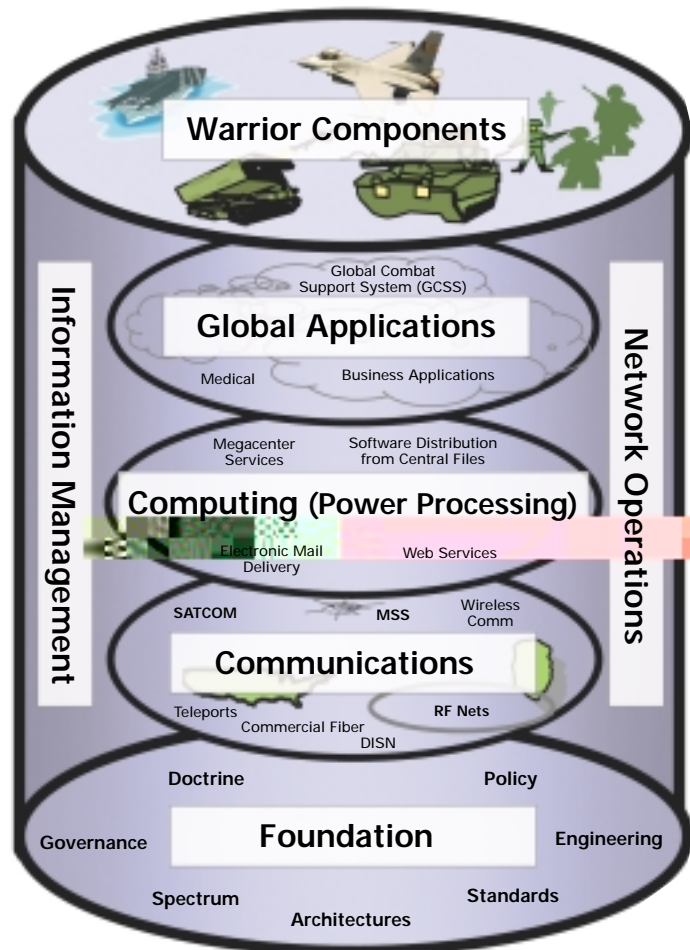 Warrior Components
Global Combat
Support System (GCSS)
Global Applications
Medical
Business Applications
Information Management
Network Operations
Megacenter
Services
Software Distribution
from Central Files
Computing (Power Processing)
Electronic Mail
Delivery
Web Services
SATCOM
MSS
Wireless
Comm
Communications
Teleports
Commercial Fiber
DISN
RF Nets
Doctrine
Policy
Governance
Foundation
Engineering
Spectrum
Architectures
Standards